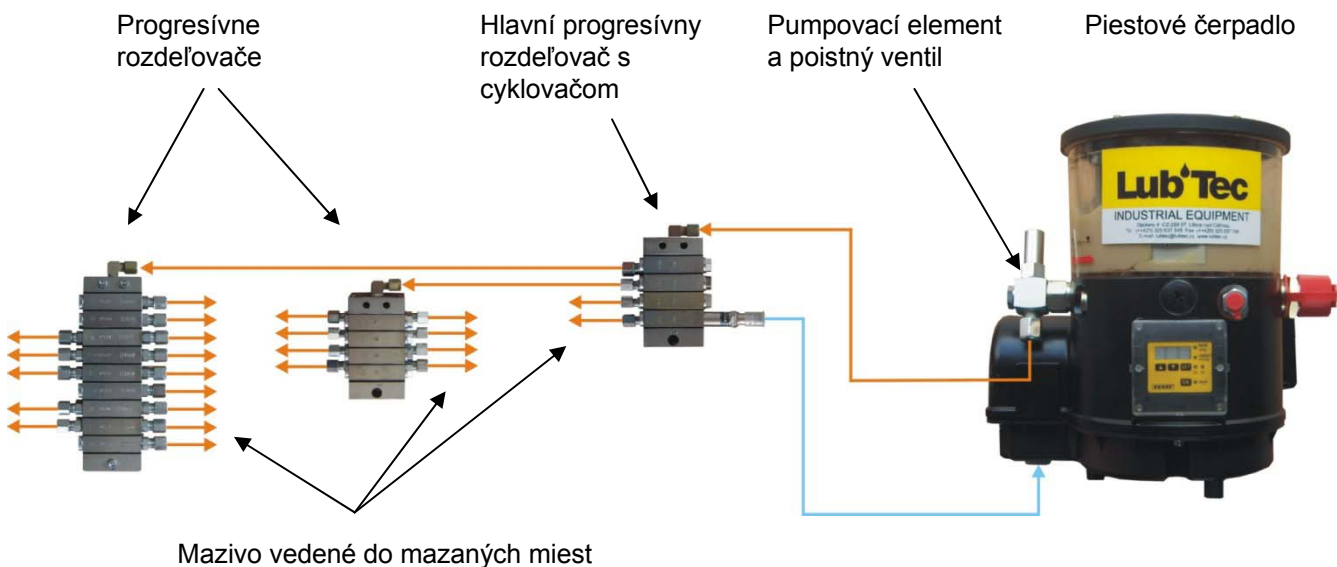 Progresívne
rozdeľovače
Hlavní progresívny
rozdeľovač s
cyklovačom
Pumpovací element
a poistný ventil
Piestové čerpadlo
Lub Tec
INDUSTRIAL EQUIPMENT
Mazivo vedené do mazaných miest